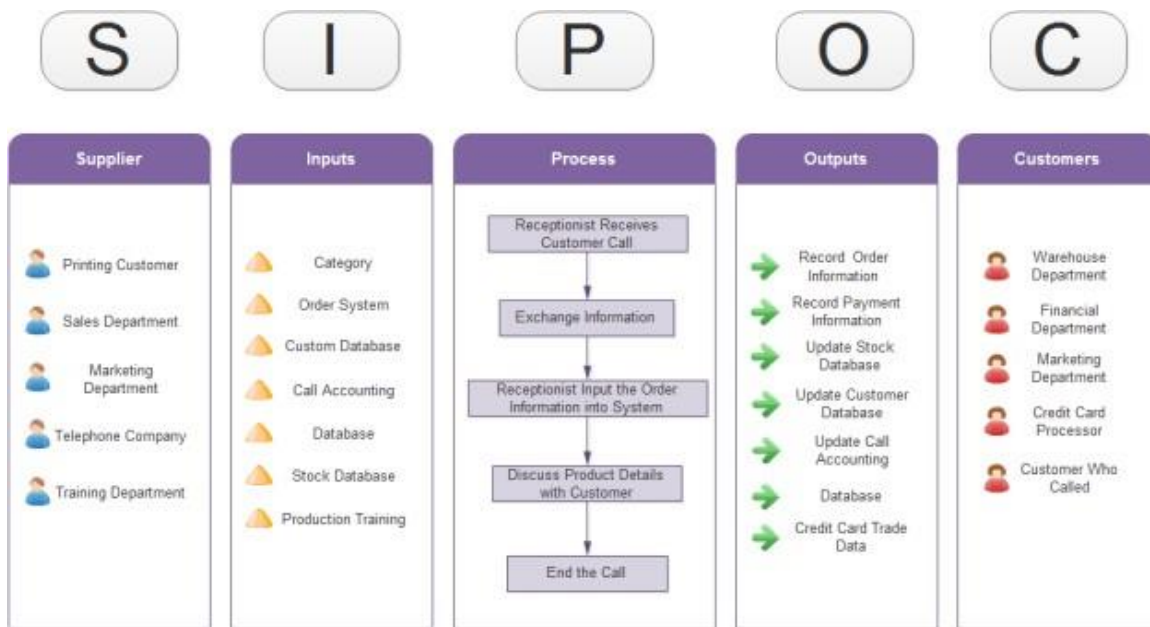 S
I
P
O
C
Supplier
Printing Customer
Sales Department
Marketing
Department
Telephone Company
Training Department
Inputs
Category
Order System
Custom Database
Call Accounting
Database
Stock Database
Production Training
Process
Receptionist Receives
Customer Call
Exchange Information
Receptionist Input the Order
Information into System
Discuss Product Details
with Customer
End the Call
Outputs
Record Order
Information
Record Payment
Information
Update Stock
Database
Update Customer
Database
Update Call
Accounting
Database
Credit Card Trade
Data
Customers
Warehouse
Department
Financial
Department
Marketing
Department
Credit Card
Processor
Customer Who
Called